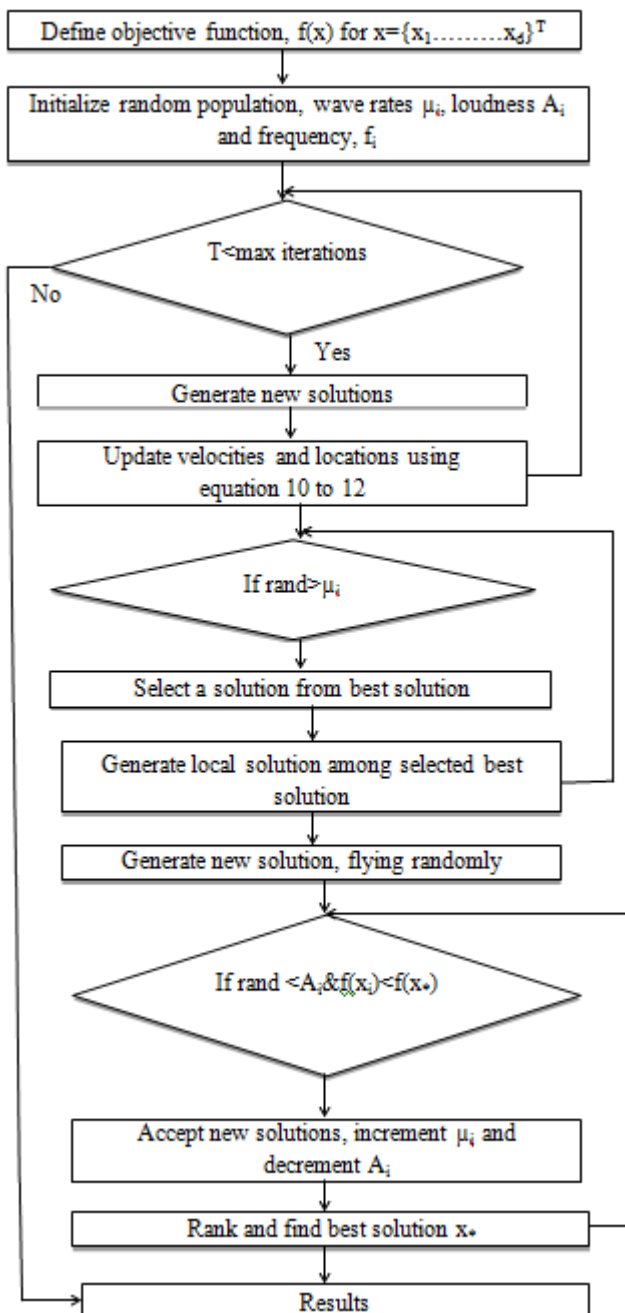 Define objective function, f(x) for x={x₁………x_d}ᵀ
Initialize random population, wave rates μᵢ, loudness Aᵢ
and frequency, fᵢ
T<max iterations
No
Yes
Generate new solutions
Update velocities and locations using
equation 10 to 12
If rand>μᵢ
Select a solution from best solution
Generate local solution among selected best
solution
Generate new solution, flying randomly
If rand <Aᵢ&f(xᵢ)<f(x*)
Accept new solutions, increment μᵢ and
decrement Aᵢ
Rank and find best solution x*
Results